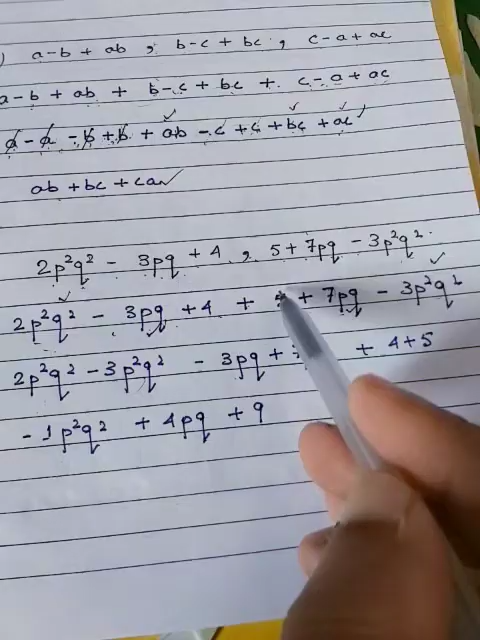 ) a-b + ab , b-c + bc , c-a + ac
a-b + ab + b-c + bc + c-a + ac
a - a - b + b + ab - c + c + bc + ac
ab + bc + ca
2p²q² - 3pq + 4 , 5 + 7pq - 3p²q².
2p²q² - 3pq + 4 + + 7pq - 3p²q²
2p²q² - 3p²q² - 3pq + + 4+5
-1p²q² + 4pq + 9